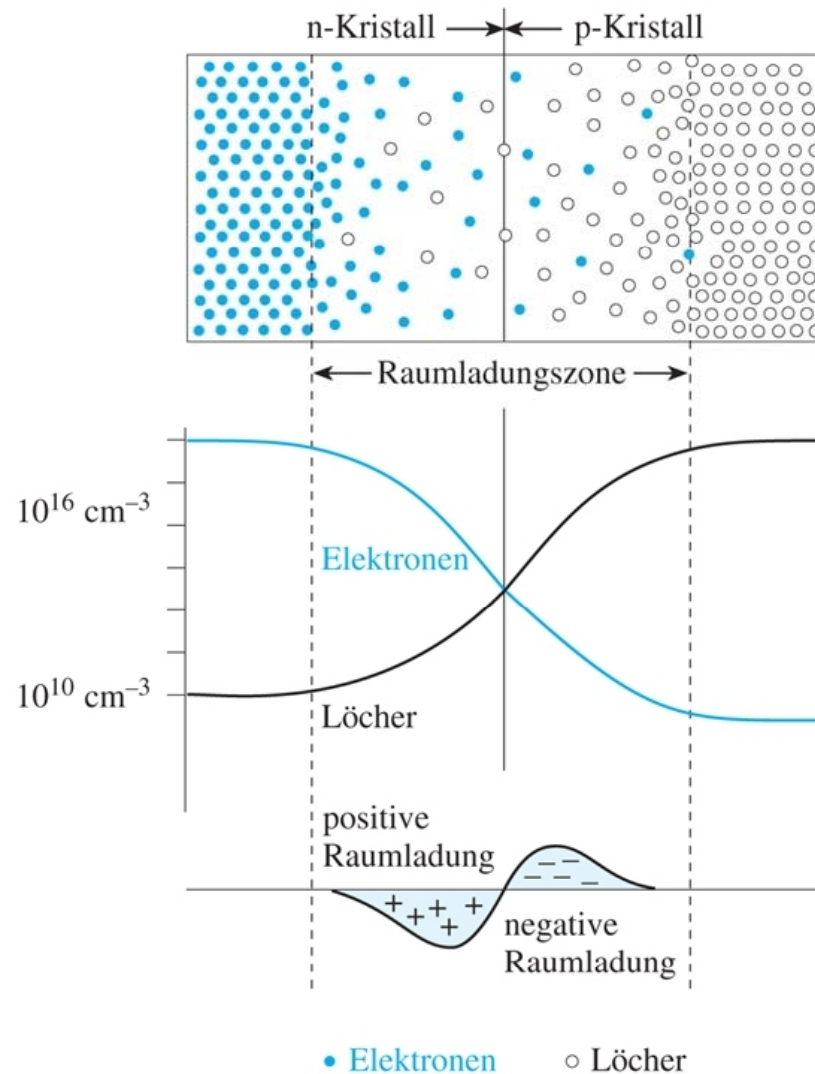 n-Kristall
p-Kristall
Raumladungszone
10¹⁶ cm⁻³
Elektronen
10¹⁰ cm⁻³
Löcher
positive
Raumladung
negative
Raumladung
Elektronen
Löcher